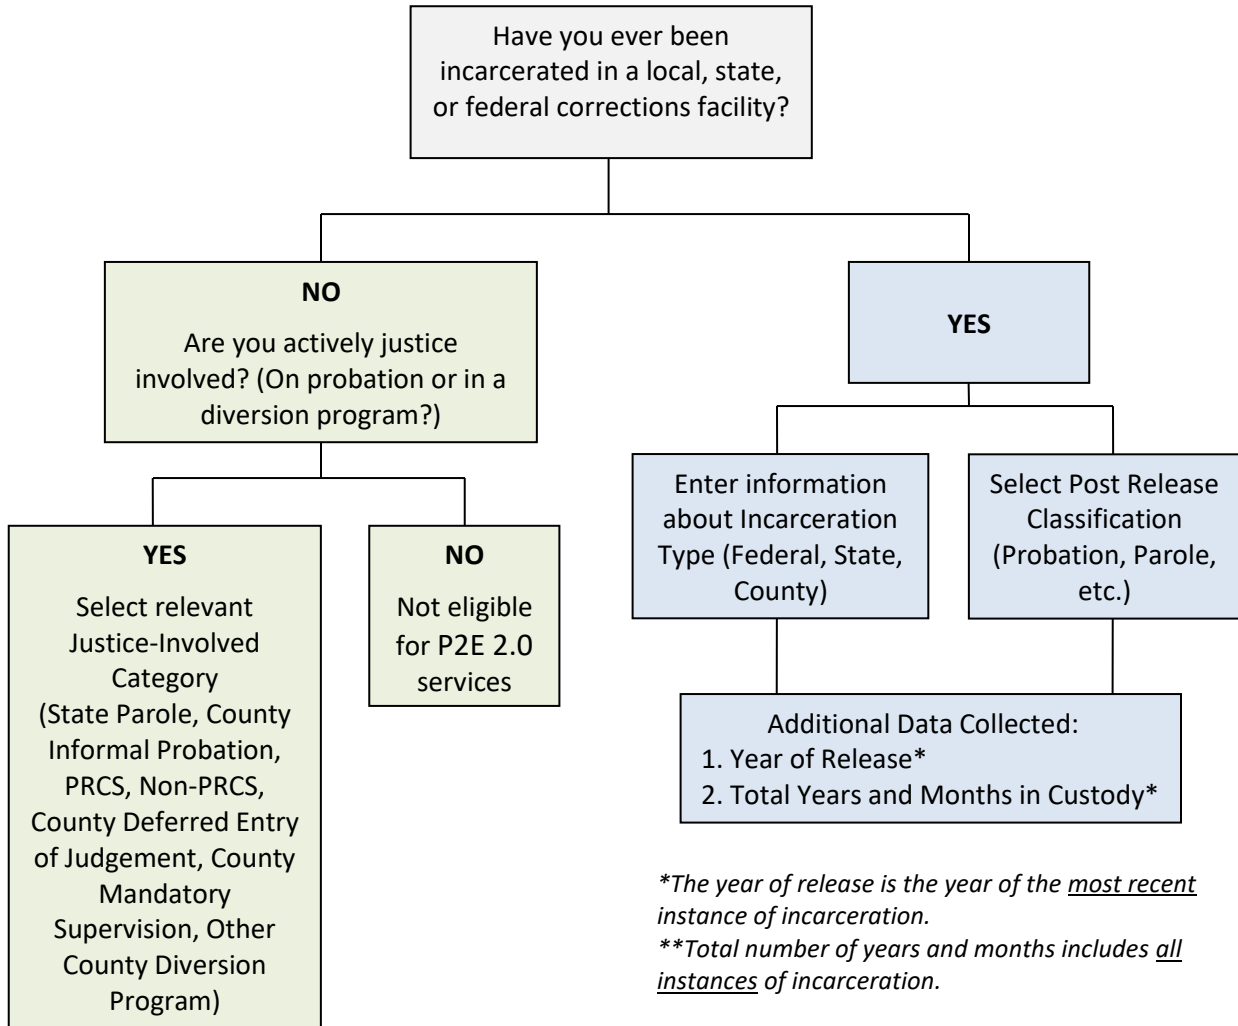 Have you ever been
incarcerated in a local, state,
or federal corrections facility?
NO
Are you actively justice
involved? (On probation or in a
diversion program?)
YES
YES
Select relevant
Justice-Involved
Category
(State Parole, County
Informal Probation,
PRCS, Non-PRCS,
County Deferred Entry
of Judgement, County
Mandatory
Supervision, Other
County Diversion
Program)
NO
Not eligible
for P2E 2.0
services
Enter information
about Incarceration
Type (Federal, State,
County)
Select Post Release
Classification
(Probation, Parole,
etc.)
Additional Data Collected:
1. Year of Release*
2. Total Years and Months in Custody*
*The year of release is the year of the most recent
instance of incarceration.
**Total number of years and months includes all
instances of incarceration.